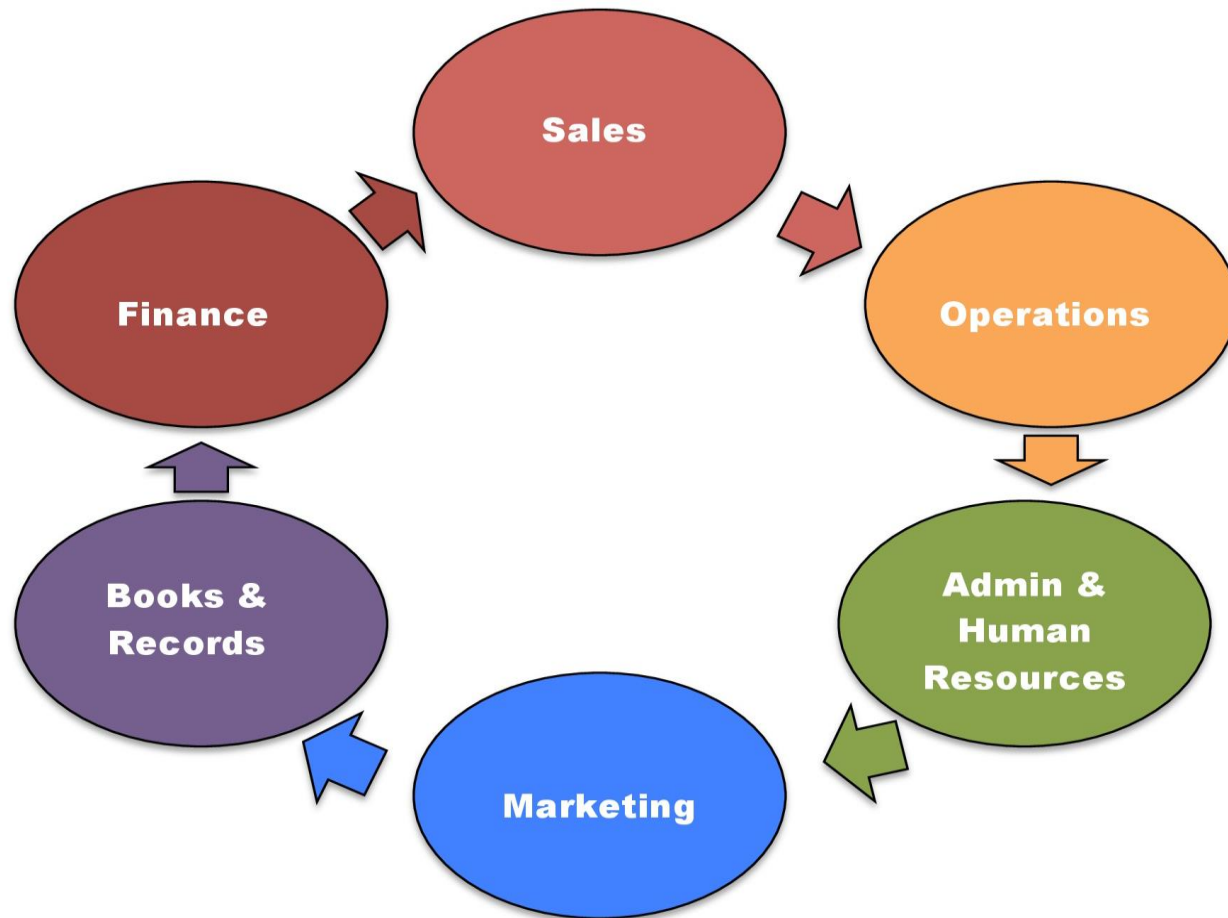 Sales
Operations
Admin &
Human
Resources
Marketing
Books &
Records
Finance